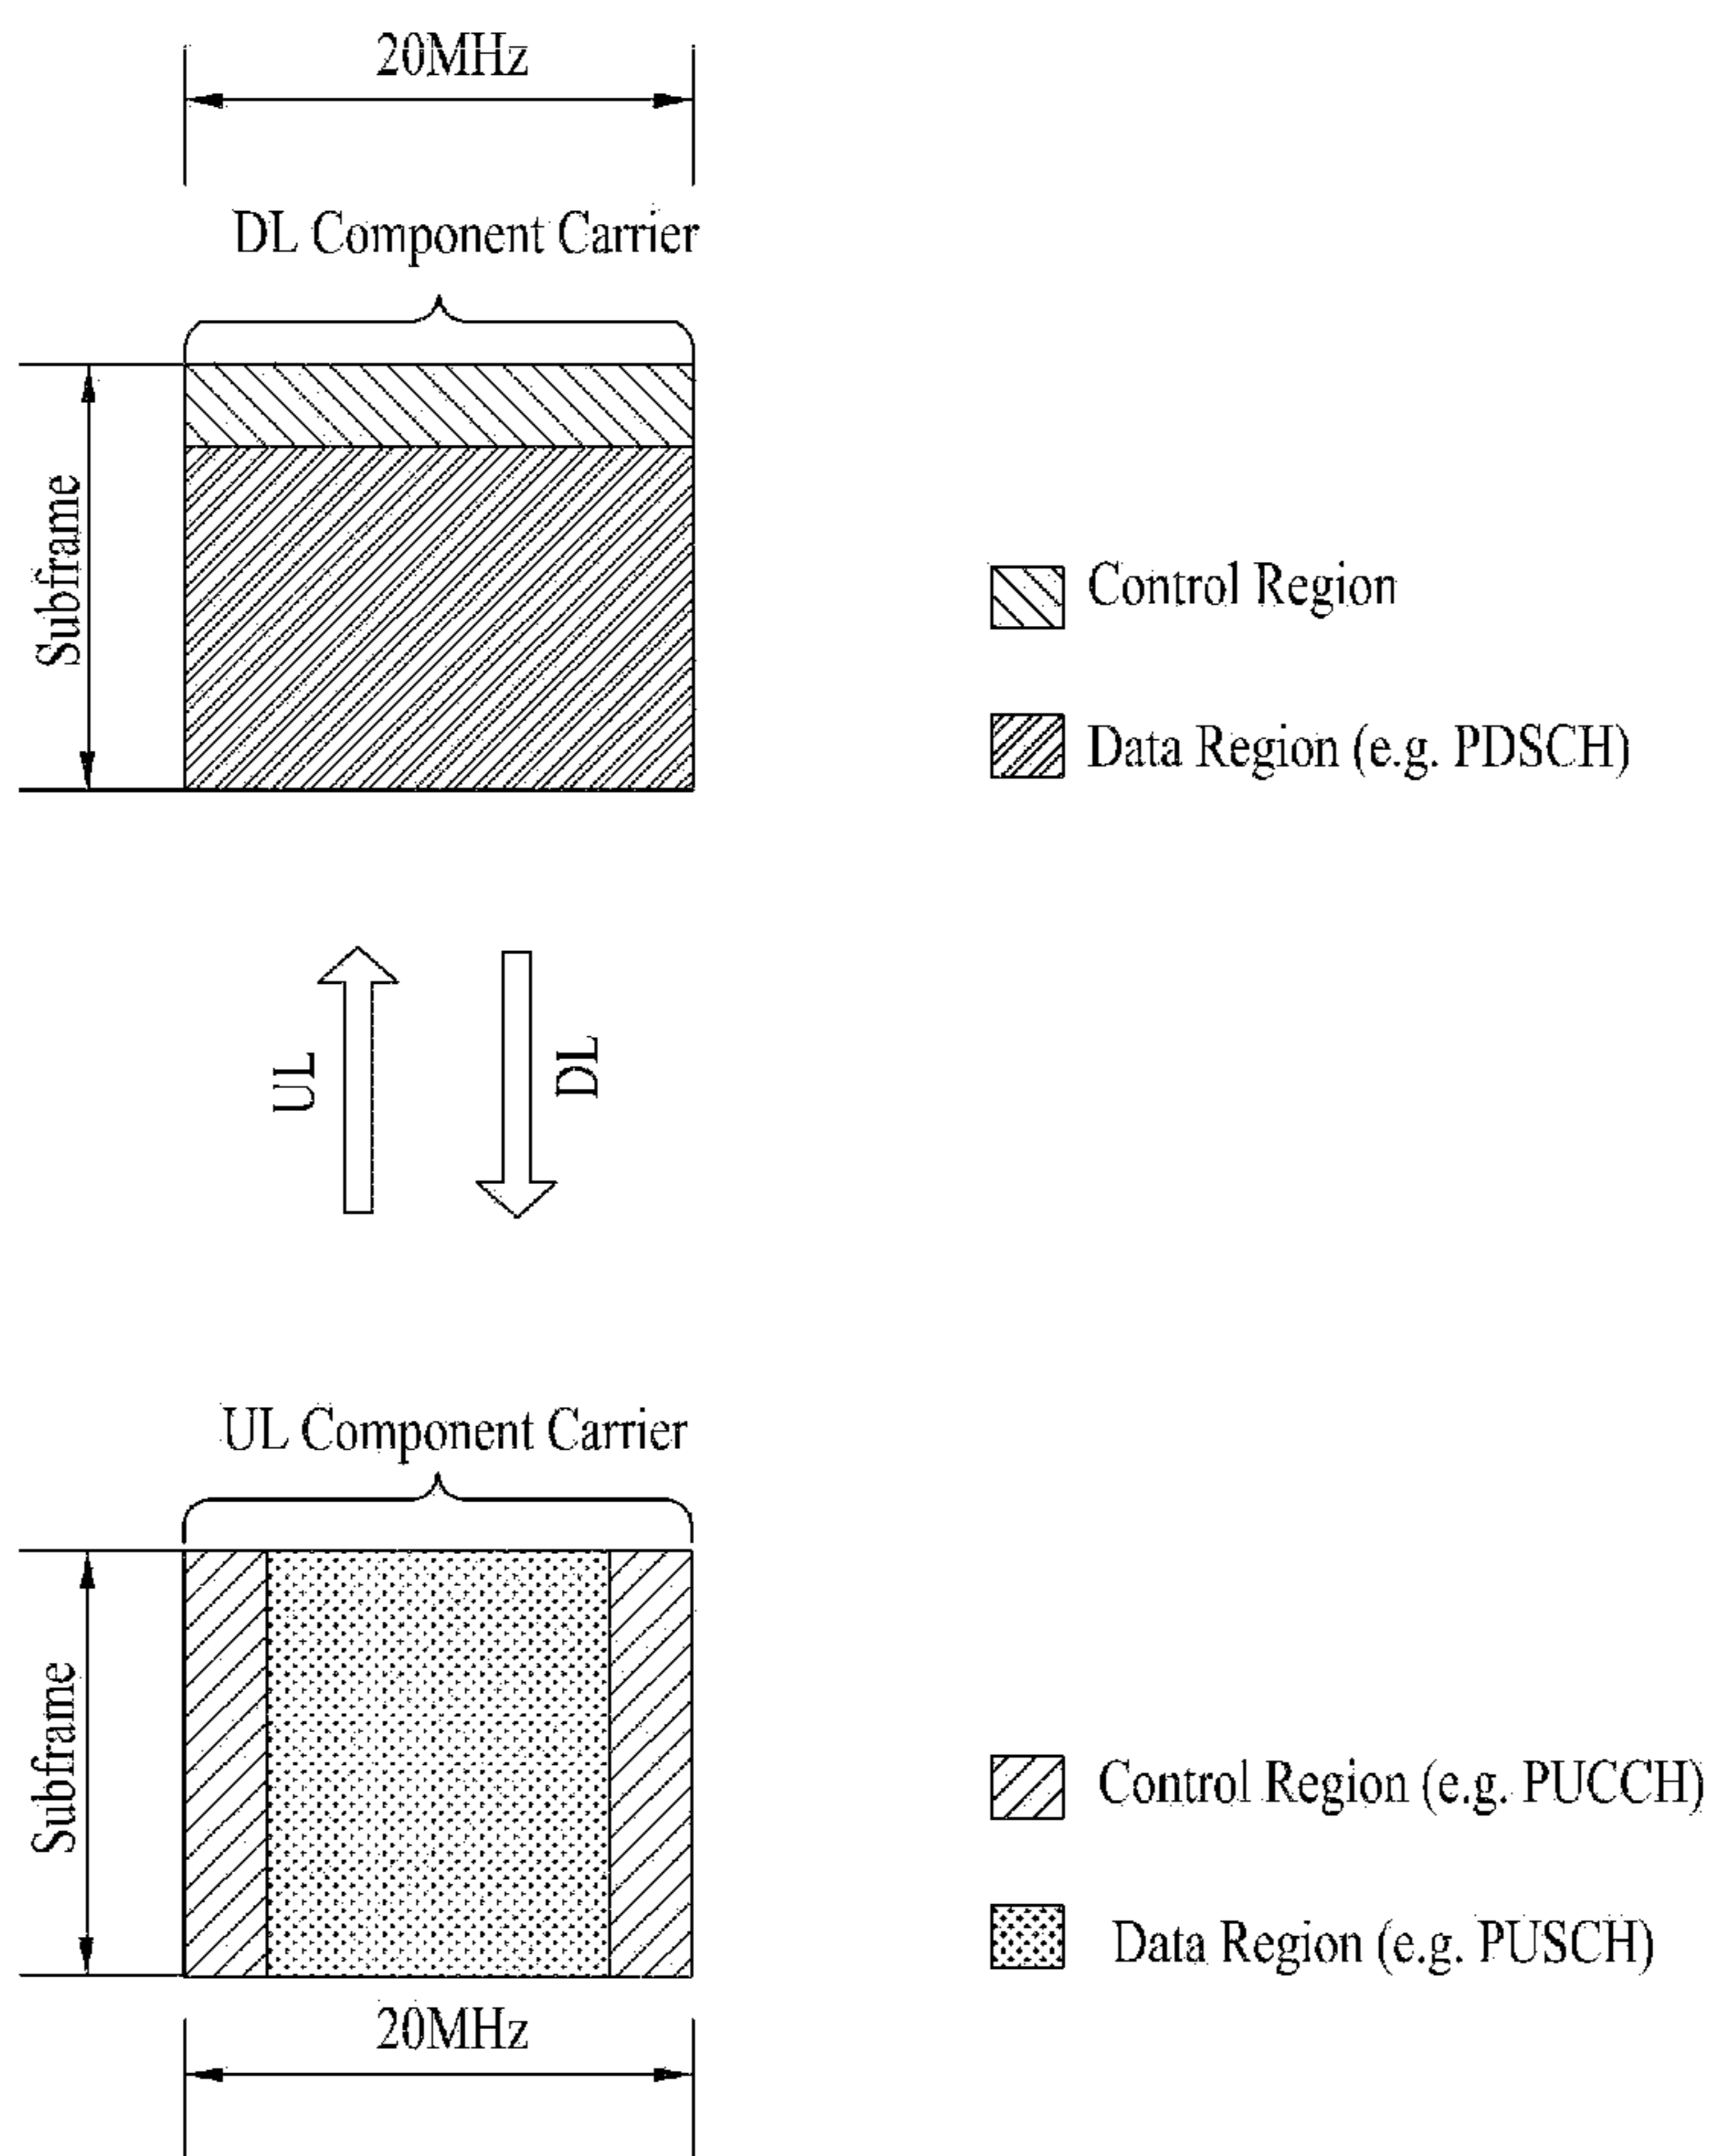 20MHz
DL Component Carrier
Subframe
Control Region
Data Region (e.g. PDSCH)
UL
DL
UL Component Carrier
Subframe
Control Region (e.g. PUCCH)
Data Region (e.g. PUSCH)
20MHz